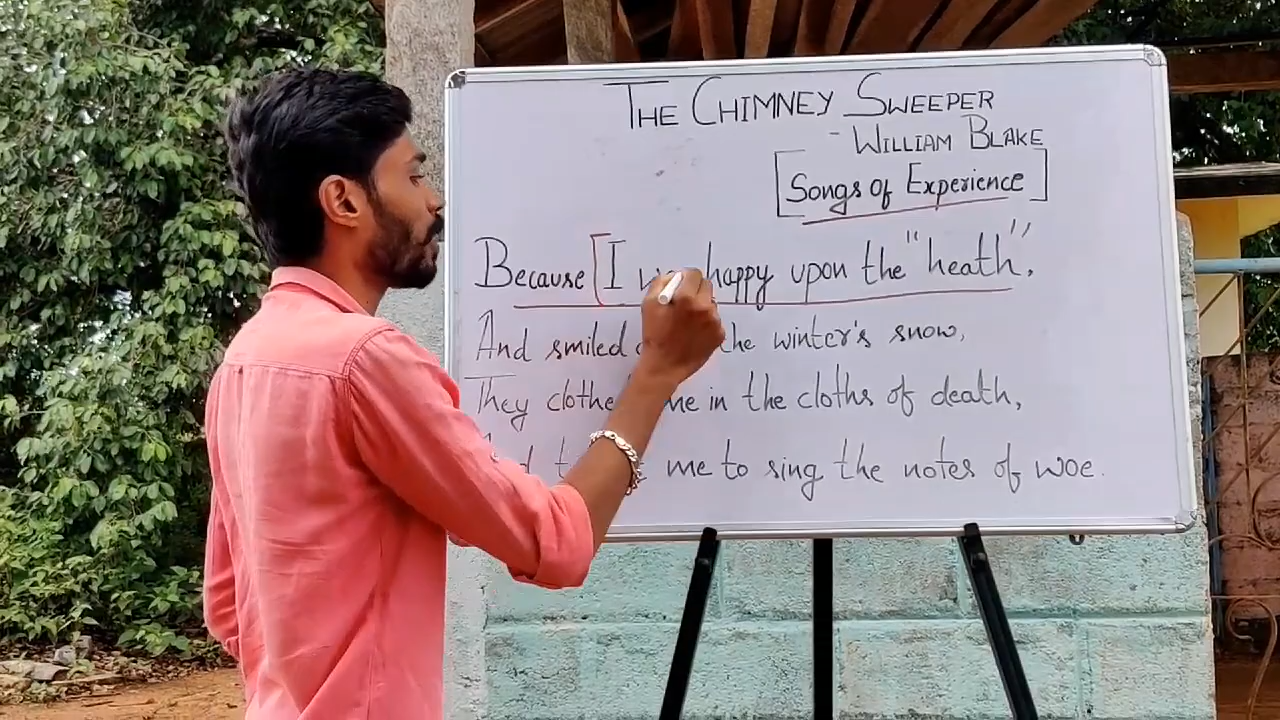 THE CHIMNEY SWEEPER
- WILLIAM BLAKE
[Songs of Experience]
Because [I happy upon the "heath",
And smiled the winter's snow,
They clothe me in the cloths of death,
me to sing the notes of woe.